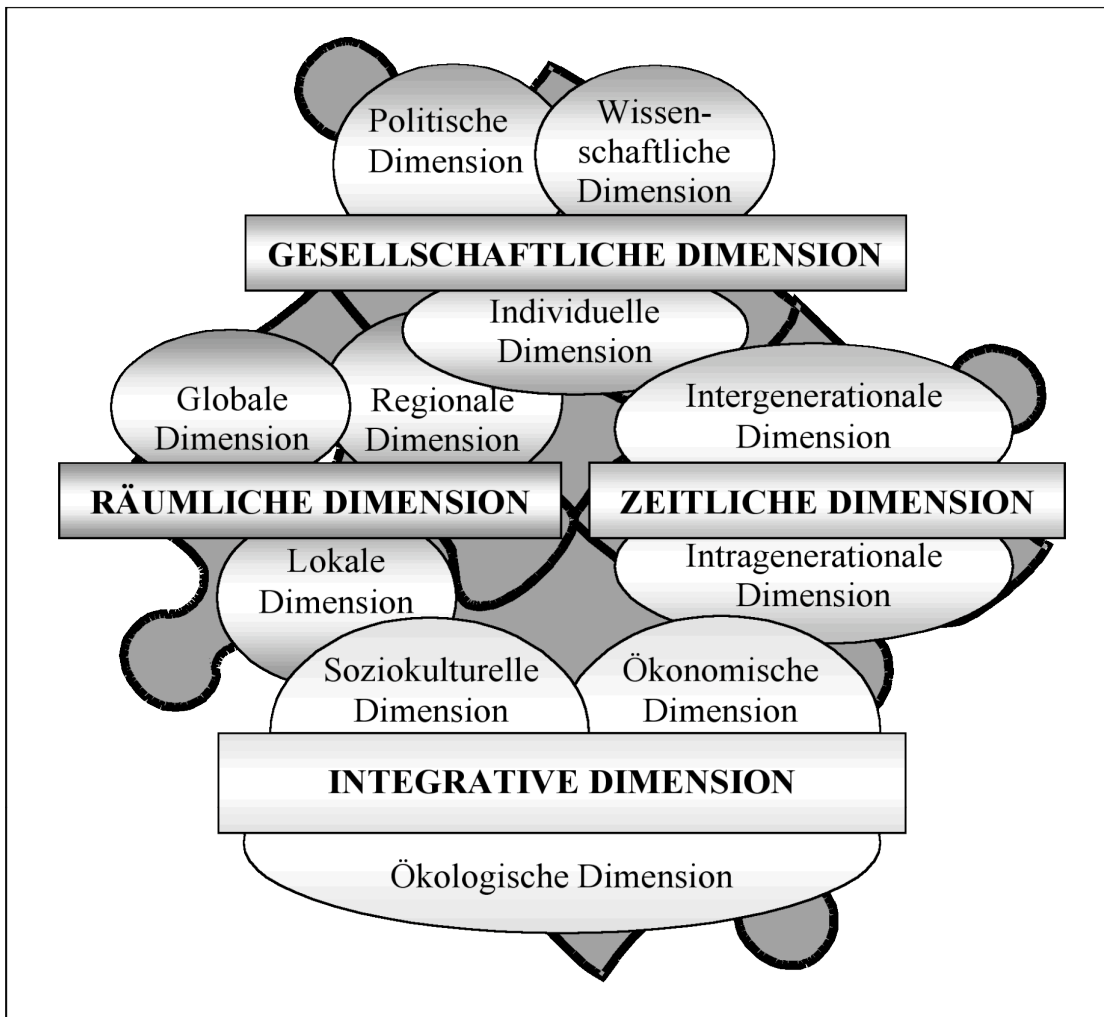 Politische
Dimension
Wissen-
schaftliche
Dimension
GESELLSCHAFTLICHE DIMENSION
Individuelle
Dimension
Globale
Dimension
Regionale
Dimension
Intergenerationale
Dimension
RÄUMLICHE DIMENSION
ZEITLICHE DIMENSION
Lokale
Dimension
Intragenerationale
Dimension
Soziokulturelle
Dimension
Ökonomische
Dimension
INTEGRATIVE DIMENSION
Ökologische Dimension